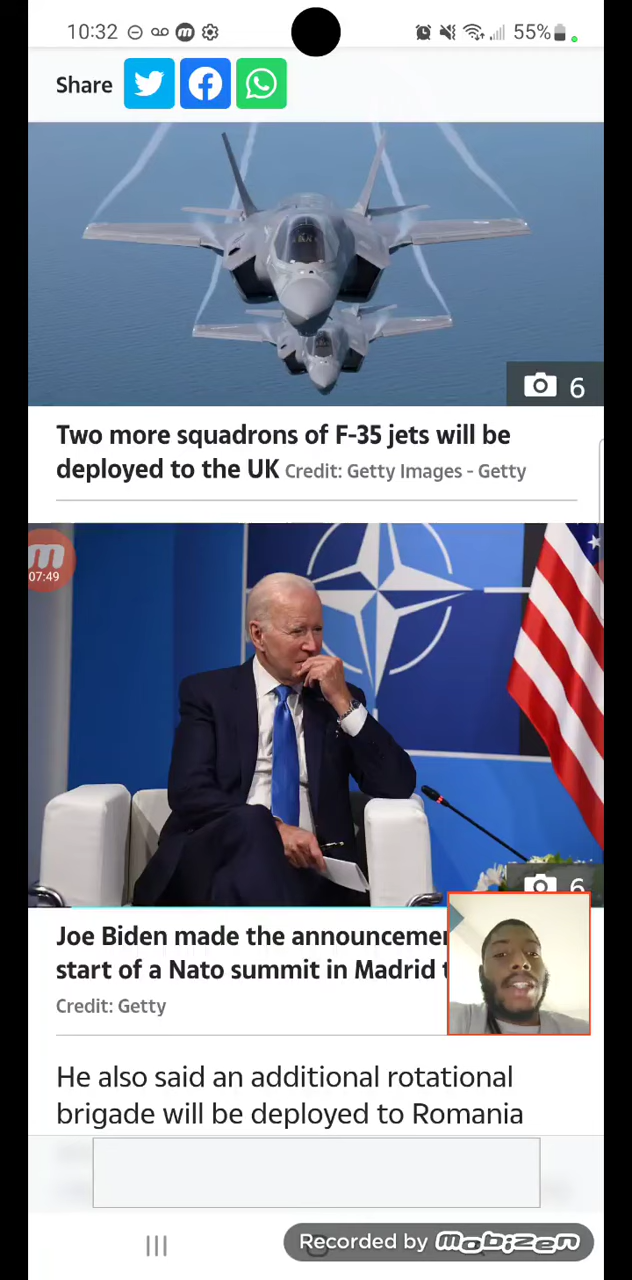 10:32
55%
Share
6
Two more squadrons of F-35 jets will be
deployed to the UK Credit: Getty Images - Getty
m
07:49
6
Joe Biden made the announcemen
start of a Nato summit in Madrid t
Credit: Getty
He also said an additional rotational
brigade will be deployed to Romania
Recorded by mobizen